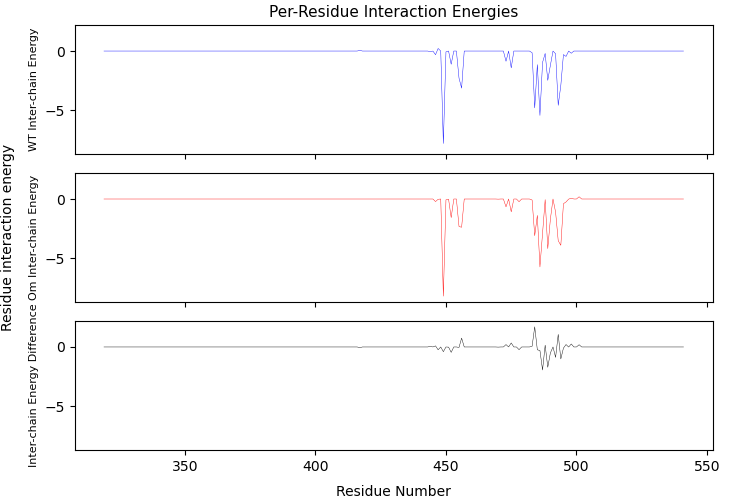 Per-Residue Interaction Energies
WT Inter-chain Energy
0
−5
Residue interaction energy
Om Inter-chain Energy
0
−5
Inter-chain Energy Difference
0
−5
350
400
450
500
550
Residue Number